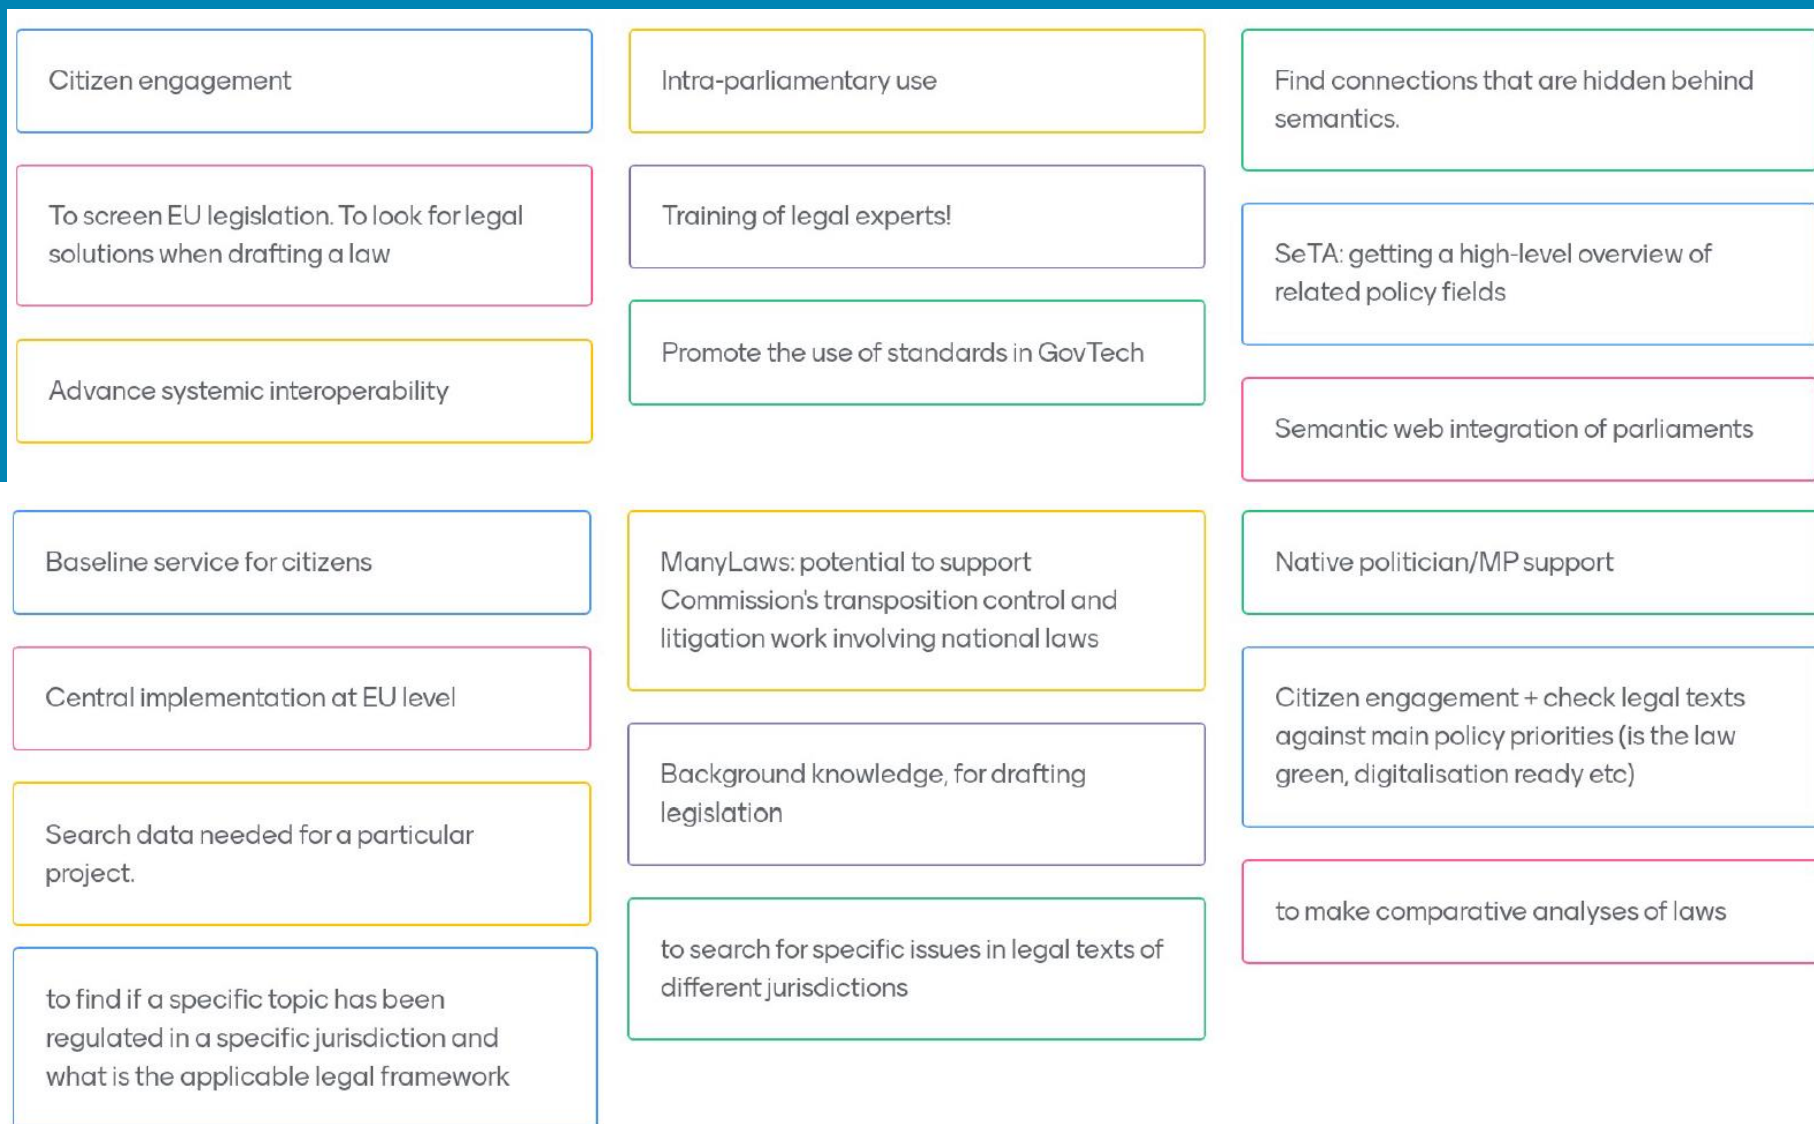 Citizen engagement
To screen EU legislation. To look for legal
solutions when drafting a law
Advance systemic interoperability
Intra-parliamentary use
Training of legal experts!
Promote the use of standards in GovTech
Find connections that are hidden behind
semantics.
SeTA: getting a high-level overview of
related policy fields
Semantic web integration of parliaments
Baseline service for citizens
Central implementation at EU level
Search data needed for a particular
project.
to find if a specific topic has been
regulated in a specific jurisdiction and
what is the applicable legal framework
ManyLaws: potential to support
Commission's transposition control and
litigation work involving national laws
Background knowledge, for drafting
legislation
to search for specific issues in legal texts of
different jurisdictions
Native politician/MP support
Citizen engagement + check legal texts
against main policy priorities (is the law
green, digitalisation ready etc)
to make comparative analyses of laws